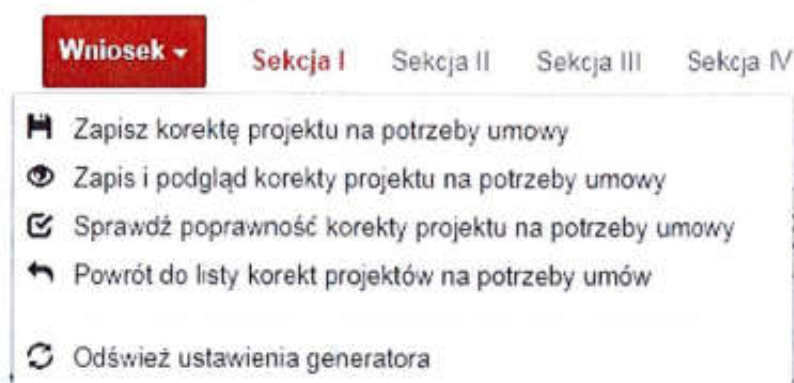 Wniosek Sekcja I Sekcja II Sekcja III Sekcja IV
Zapisz korektę projektu na potrzeby umowy
Zapis i podgląd korekty projektu na potrzeby umowy
Sprawdź poprawność korekty projektu na potrzeby umowy
Powrót do listy korekt projektów na potrzeby umów
Odśwież ustawienia generatora